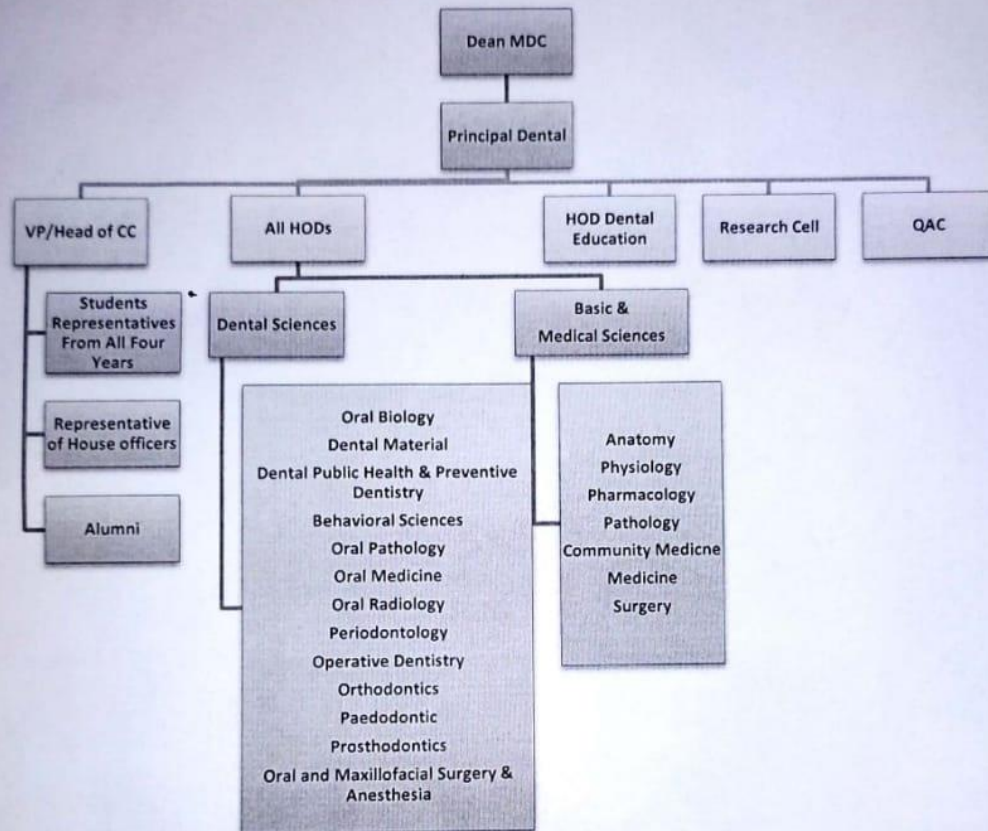 Dean MDC
Principal Dental
VP/Head of CC
All HODs
HOD Dental
Education
Research Cell
QAC
Students
Representatives
From All Four
Years
Representative
of House officers
Alumni
Dental Sciences
Basic &
Medical Sciences
Oral Biology
Dental Material
Dental Public Health & Preventive
Dentistry
Behavioral Sciences
Oral Pathology
Oral Medicine
Oral Radiology
Periodontology
Operative Dentistry
Orthodontics
Paedodontic
Prosthodontics
Oral and Maxillofacial Surgery &
Anesthesia
Anatomy
Physiology
Pharmacology
Pathology
Community Medicne
Medicine
Surgery